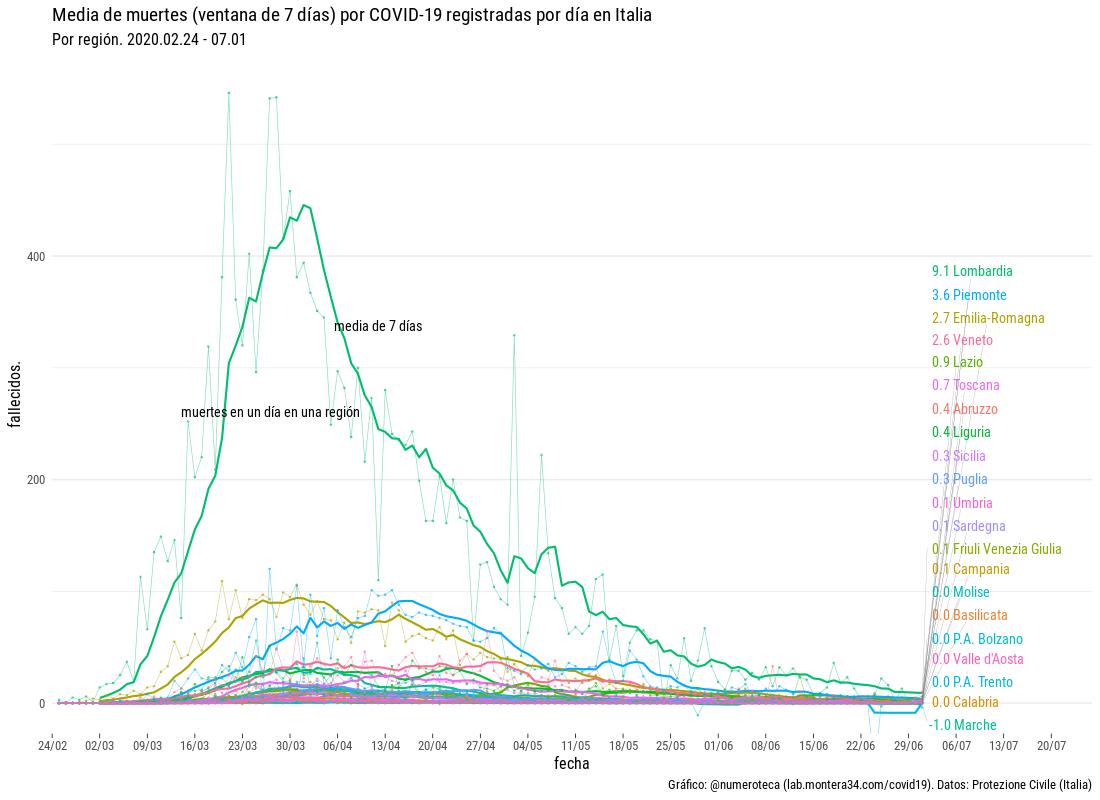 Media de muertes (ventana de 7 días) por COVID-19 registradas por día en Italia
Por región. 2020.02.24 - 07.01
fallecidos.
400
200
0
media de 7 días
muertes en un día en una región
9.1 Lombardia
3.6 Piemonte
2.7 Emilia-Romagna
2.6 Veneto
0.9 Lazio
0.7 Toscana
0.4 Abruzzo
0.4 Liguria
0.3 Sicilia
0.3 Puglia
0.1 Umbria
0.1 Sardegna
0.1 Friuli Venezia Giulia
0.1 Campania
0.0 Molise
0.0 Basilicata
0.0 P.A. Bolzano
0.0 Valle d'Aosta
0.0 P.A. Trento
0.0 Calabria
-1.0 Marche
24/02 02/03 09/03 16/03 23/03 30/03 06/04 13/04 20/04 27/04 04/05 11/05 18/05 25/05 01/06 08/06 15/06 22/06 29/06 06/07 13/07 20/07
fecha
Gráfico: @numeroteca (lab.montera34.com/covid19). Datos: Protezione Civile (Italia)